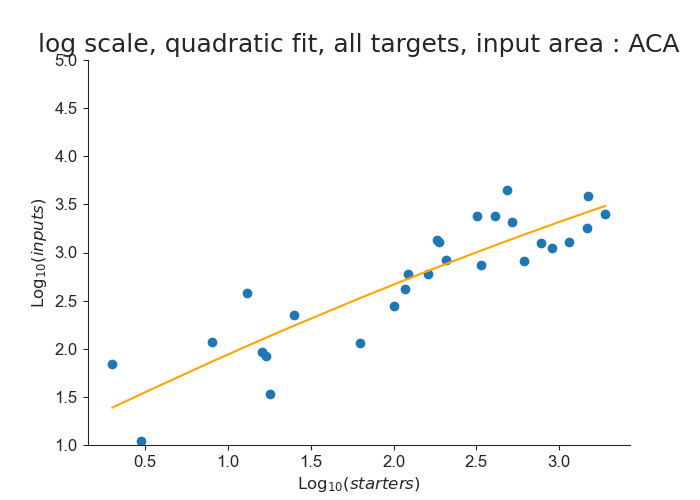 log scale, quadratic fit, all targets, input area : ACA
5.0
4.5
4.0
3.5
3.0
2.5
2.0
1.5
1.0
Log₁₀(inputs)
0.5 1.0 1.5 2.0 2.5 3.0
Log₁₀(starters)